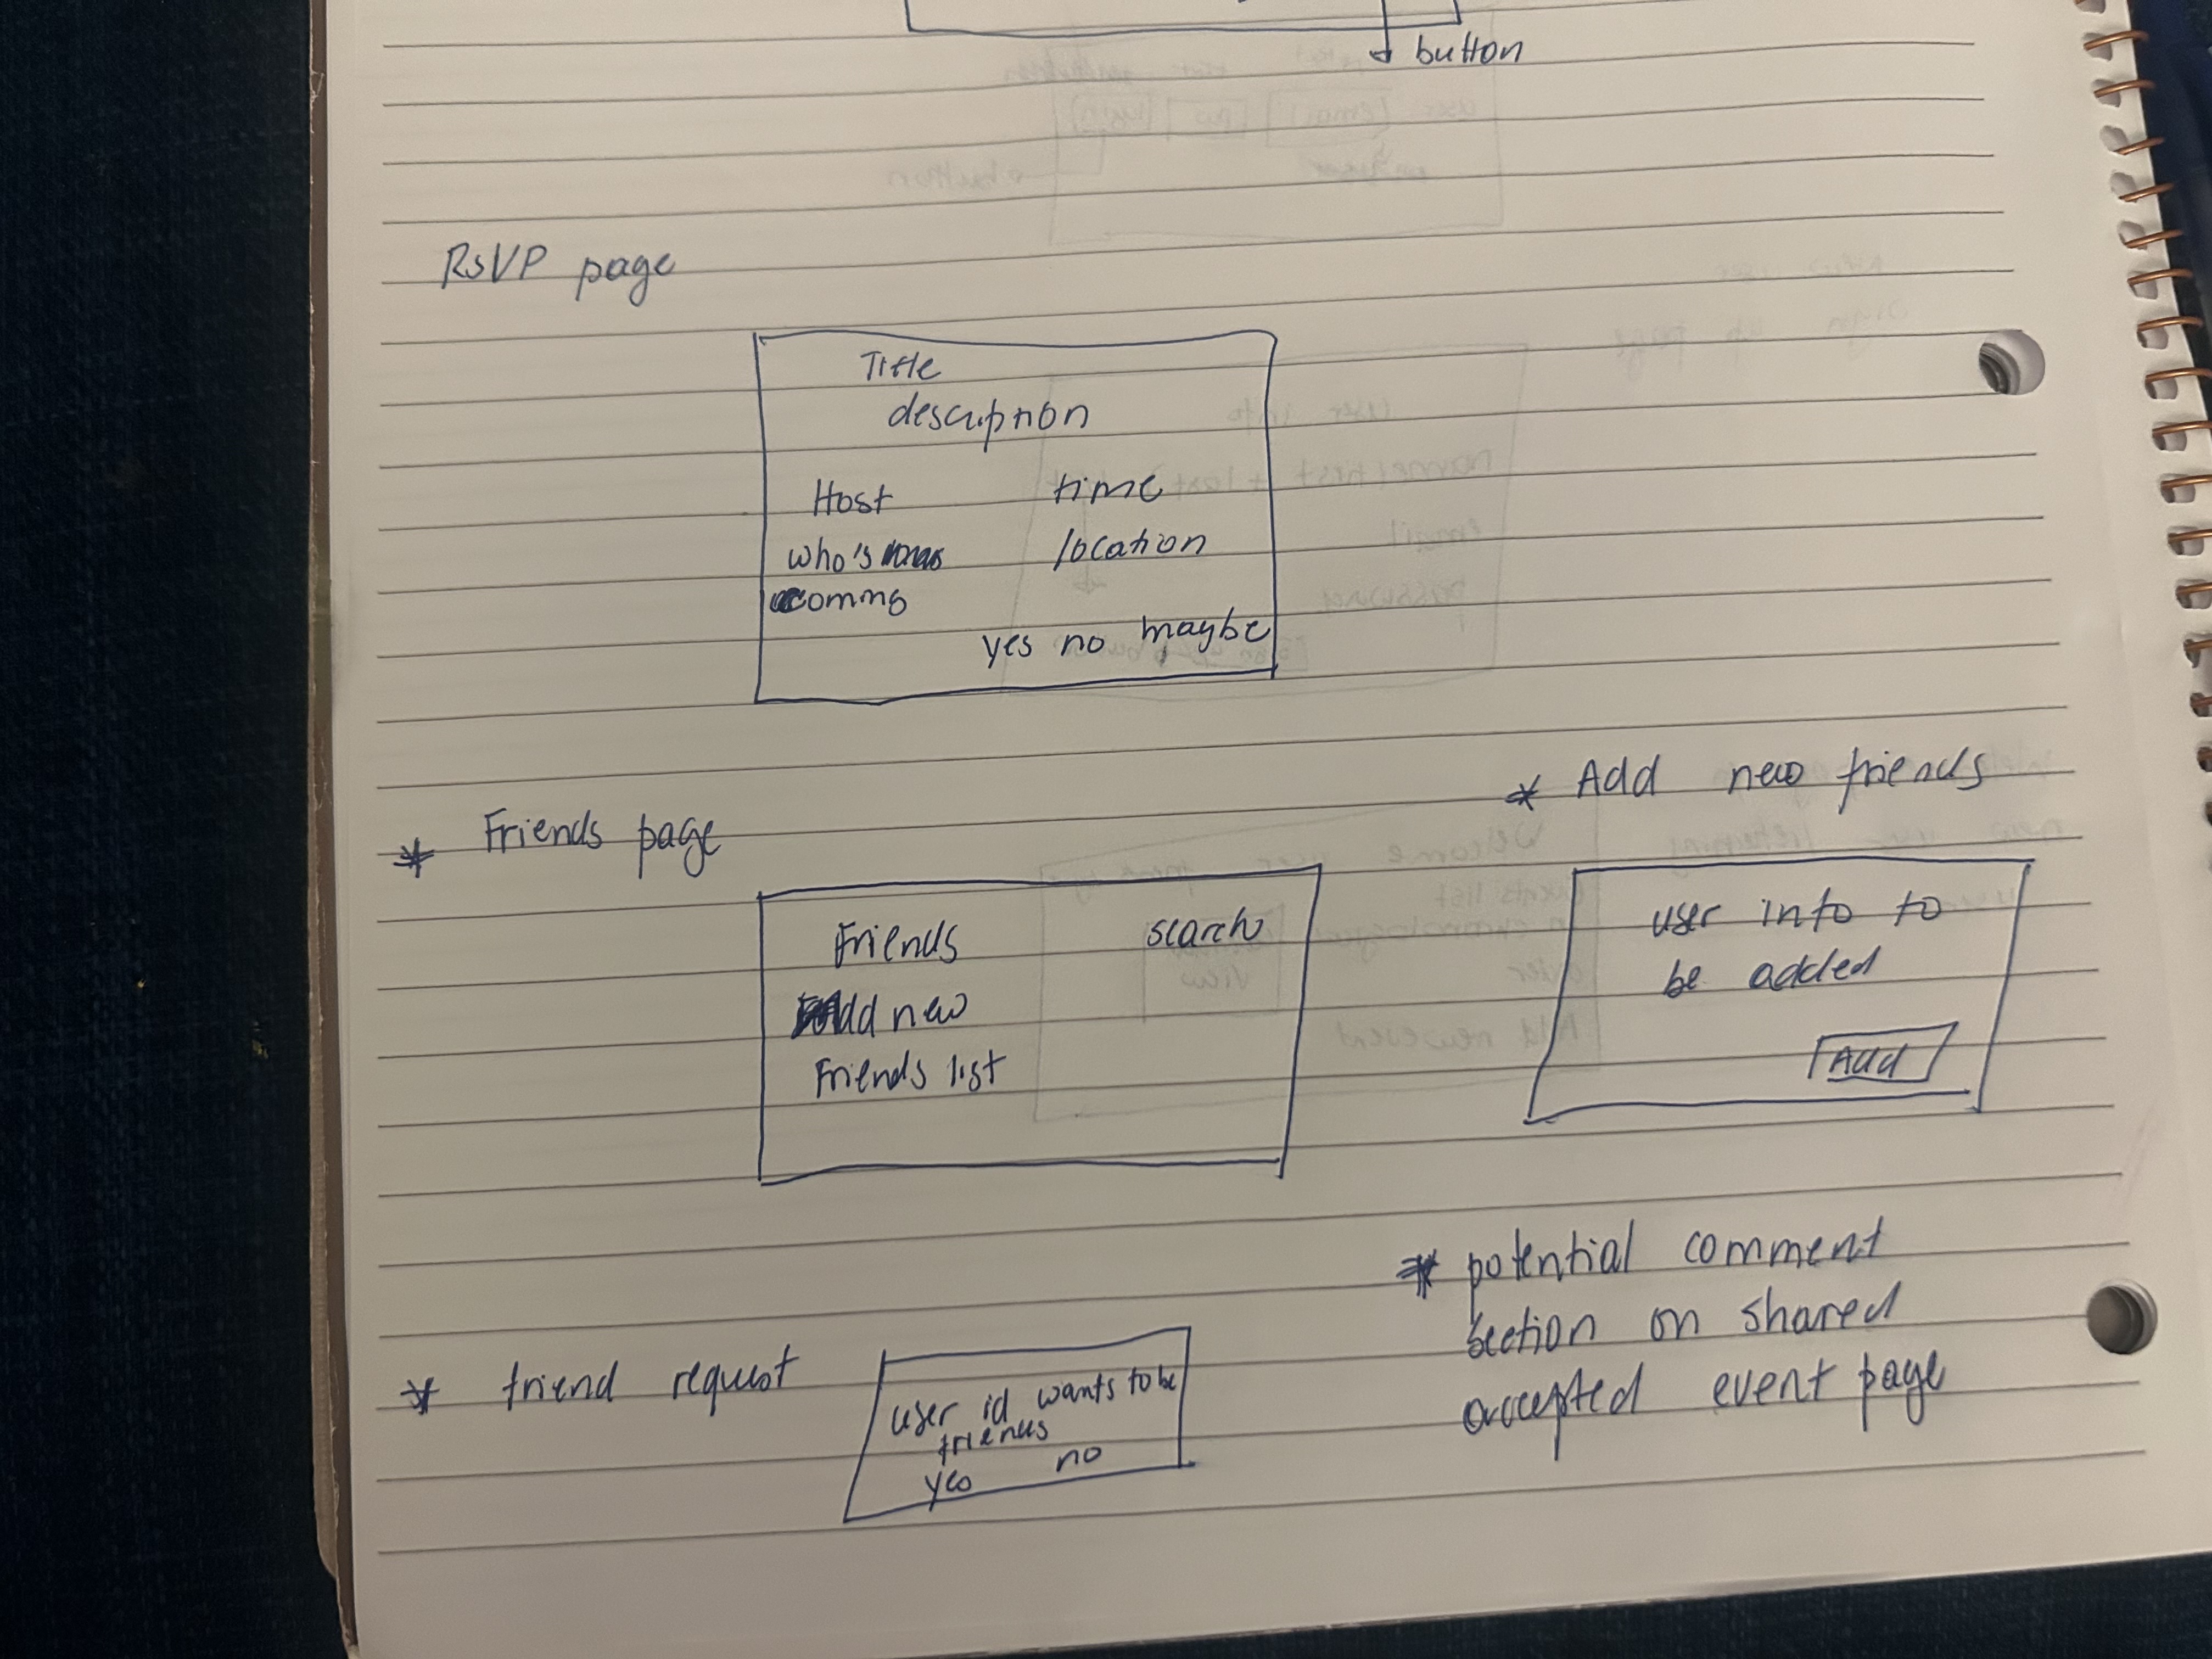 button
RSVP page
Title
description
Host time
who's location
coming
yes no maybe
* Friends page
Friends search
Add new
Friends list
* Add new friends
user info to
be added
Add
* friend request
user id wants to be
friends
yes no
* potential comment
section on shared
accepted event page